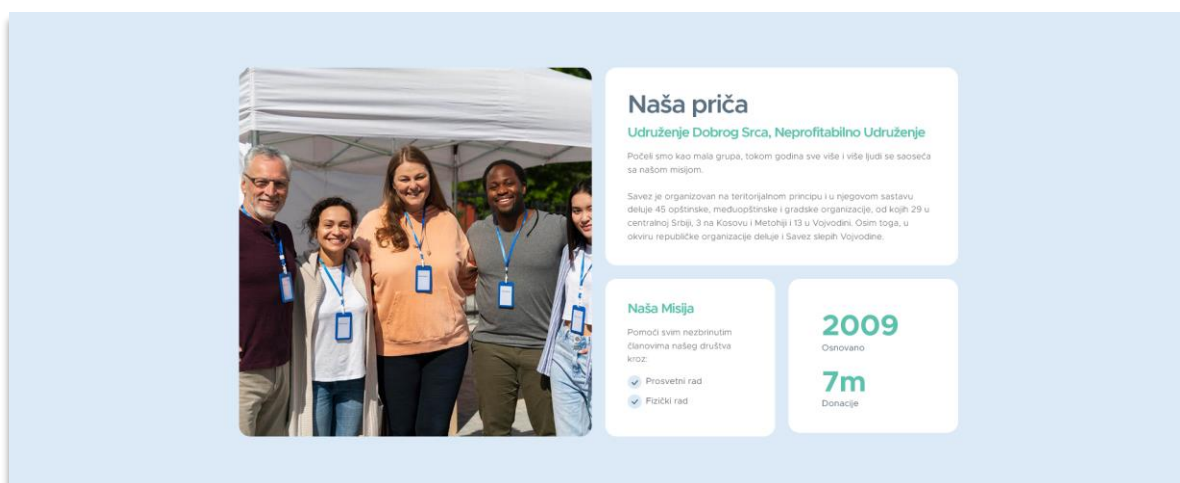 Naša priča
Udruženje Dobrog Srca, Neprofitabilno Udruženje
Počeli smo kao mala grupa, tokom godina sve više i više ljudi se saoseća
sa našom misijom.
Savez je organizovan na teritorijalnom principu i u njegovom sastavu
deluje 45 opštinske, međuopštinske i gradske organizacije, od kojih 29 u
centralnoj Srbiji, 3 na Kosovu i Metohiji i 13 u Vojvodini. Osim toga, u
okviru republičke organizacije deluje i Savez slepih Vojvodine.
Naša Misija
Pomoći svim nezbrinutim
članovima našeg društva
kroz:
Prosvetni rad
Fizički rad
2009
Osnovano
7m
Donacije